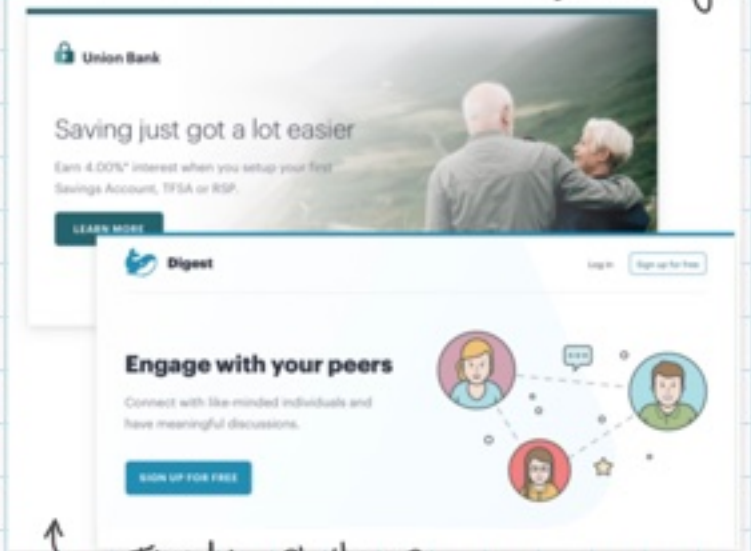 Union Bank
Saving just got a lot easier
Earn 4.00%* interest when you setup your first
Savings Account, TFSA or RSP.
LEARN MORE
Digest
Log in
Sign up for free
Engage with your peers
Connect with like-minded individuals and
have meaningful discussions.
SIGN UP FOR FREE